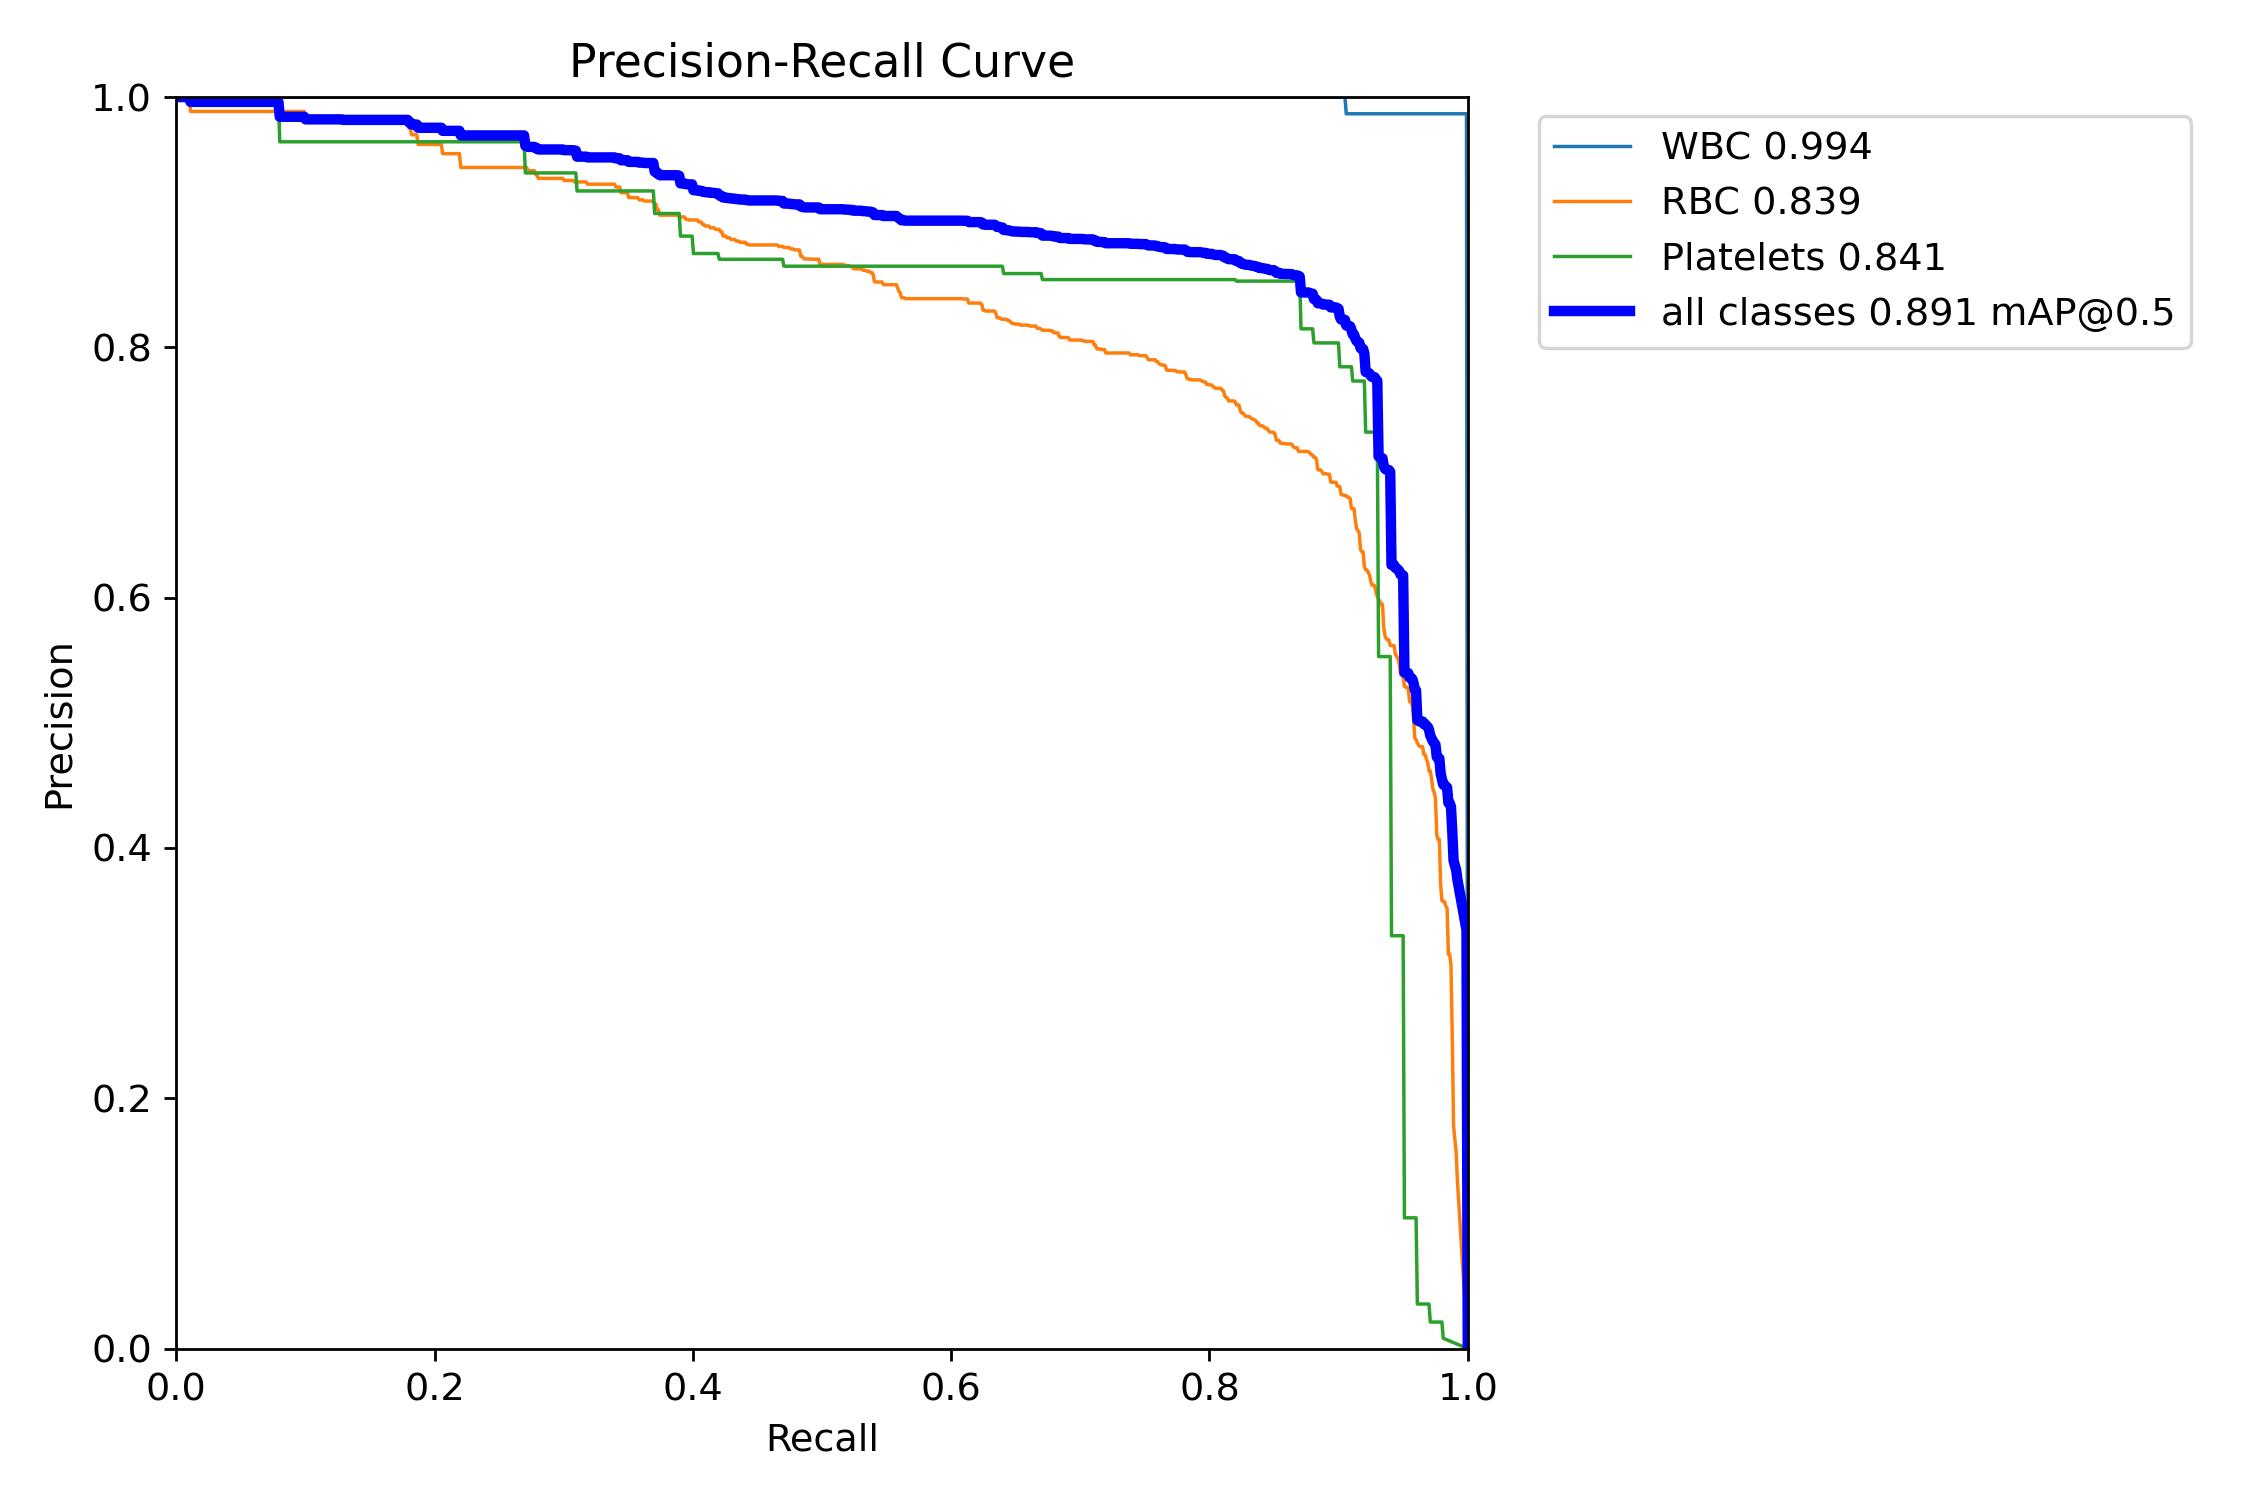 Precision-Recall Curve
1.0
0.8
0.6
0.4
0.2
0.0
Precision
0.0 0.2 0.4 0.6 0.8 1.0
Recall
WBC 0.994
RBC 0.839
Platelets 0.841
all classes 0.891 mAP@0.5